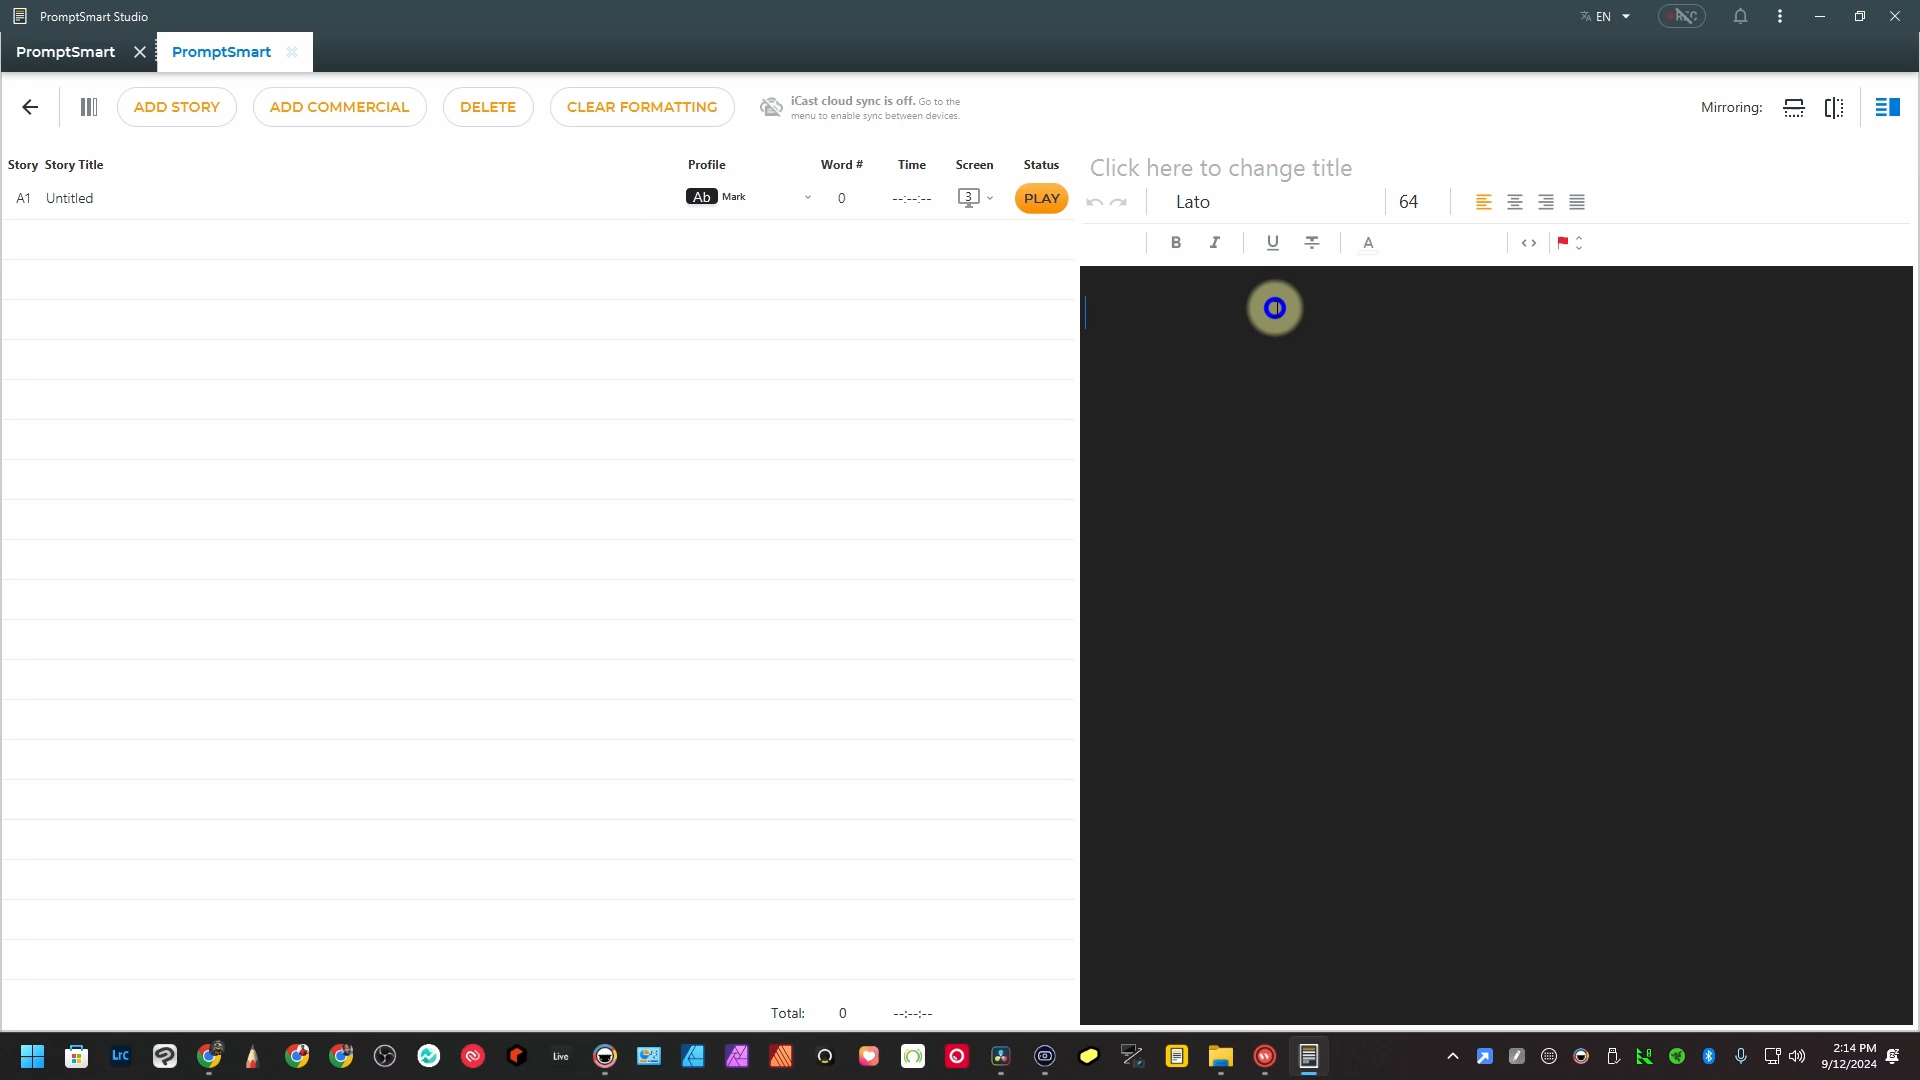 PromptSmart Studio
EN
REC
PromptSmart
PromptSmart
ADD STORY
ADD COMMERCIAL
DELETE
CLEAR FORMATTING
iCast cloud sync is off. Go to the
menu to enable sync between devices.
Mirroring:
Story Story Title Profile Word # Time Screen Status
A1 Untitled Ab Mark 0 --:--:-- 3 PLAY
Click here to change title
Lato 64
B I U A
Total: 0 --:--:--
LrC
Live
2:14 PM
9/12/2024